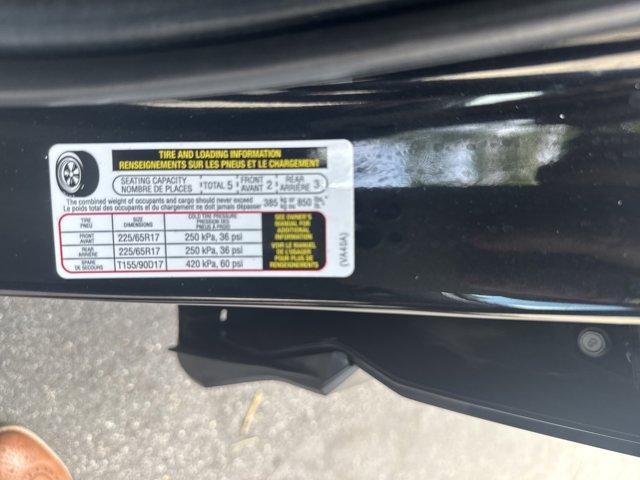 TIRE AND LOADING INFORMATION
RENSEIGNEMENTS SUR LES PNEUS ET LE CHARGEMENT
SEATING CAPACITY
NOMBRE DE PLACES
TOTAL 5
FRONT
AVANT 2
REAR
ARRIÈRE 3
The combined weight of occupants and cargo should never exceed
Le poids total des occupants et du chargement ne doit jamais dépasser
385 kg or 850
TIRE
PNEU
SIZE
DIMENSIONS
COLD TIRE PRESSURE
PRESSION DES
PNEUS À FROID
FRONT
AVANT
225/65R17
250 kPa, 36 psi
REAR
ARRIÈRE
225/65R17
250 kPa, 36 psi
SPARE
DE SECOURS
T155/90D17
420 kPa, 60 psi
SEE OWNER'S
MANUAL FOR
ADDITIONAL
INFORMATION
VOIR LE MANUEL
DE L'USAGER
POUR PLUS DE
RENSEIGNEMENTS
(VA40A)